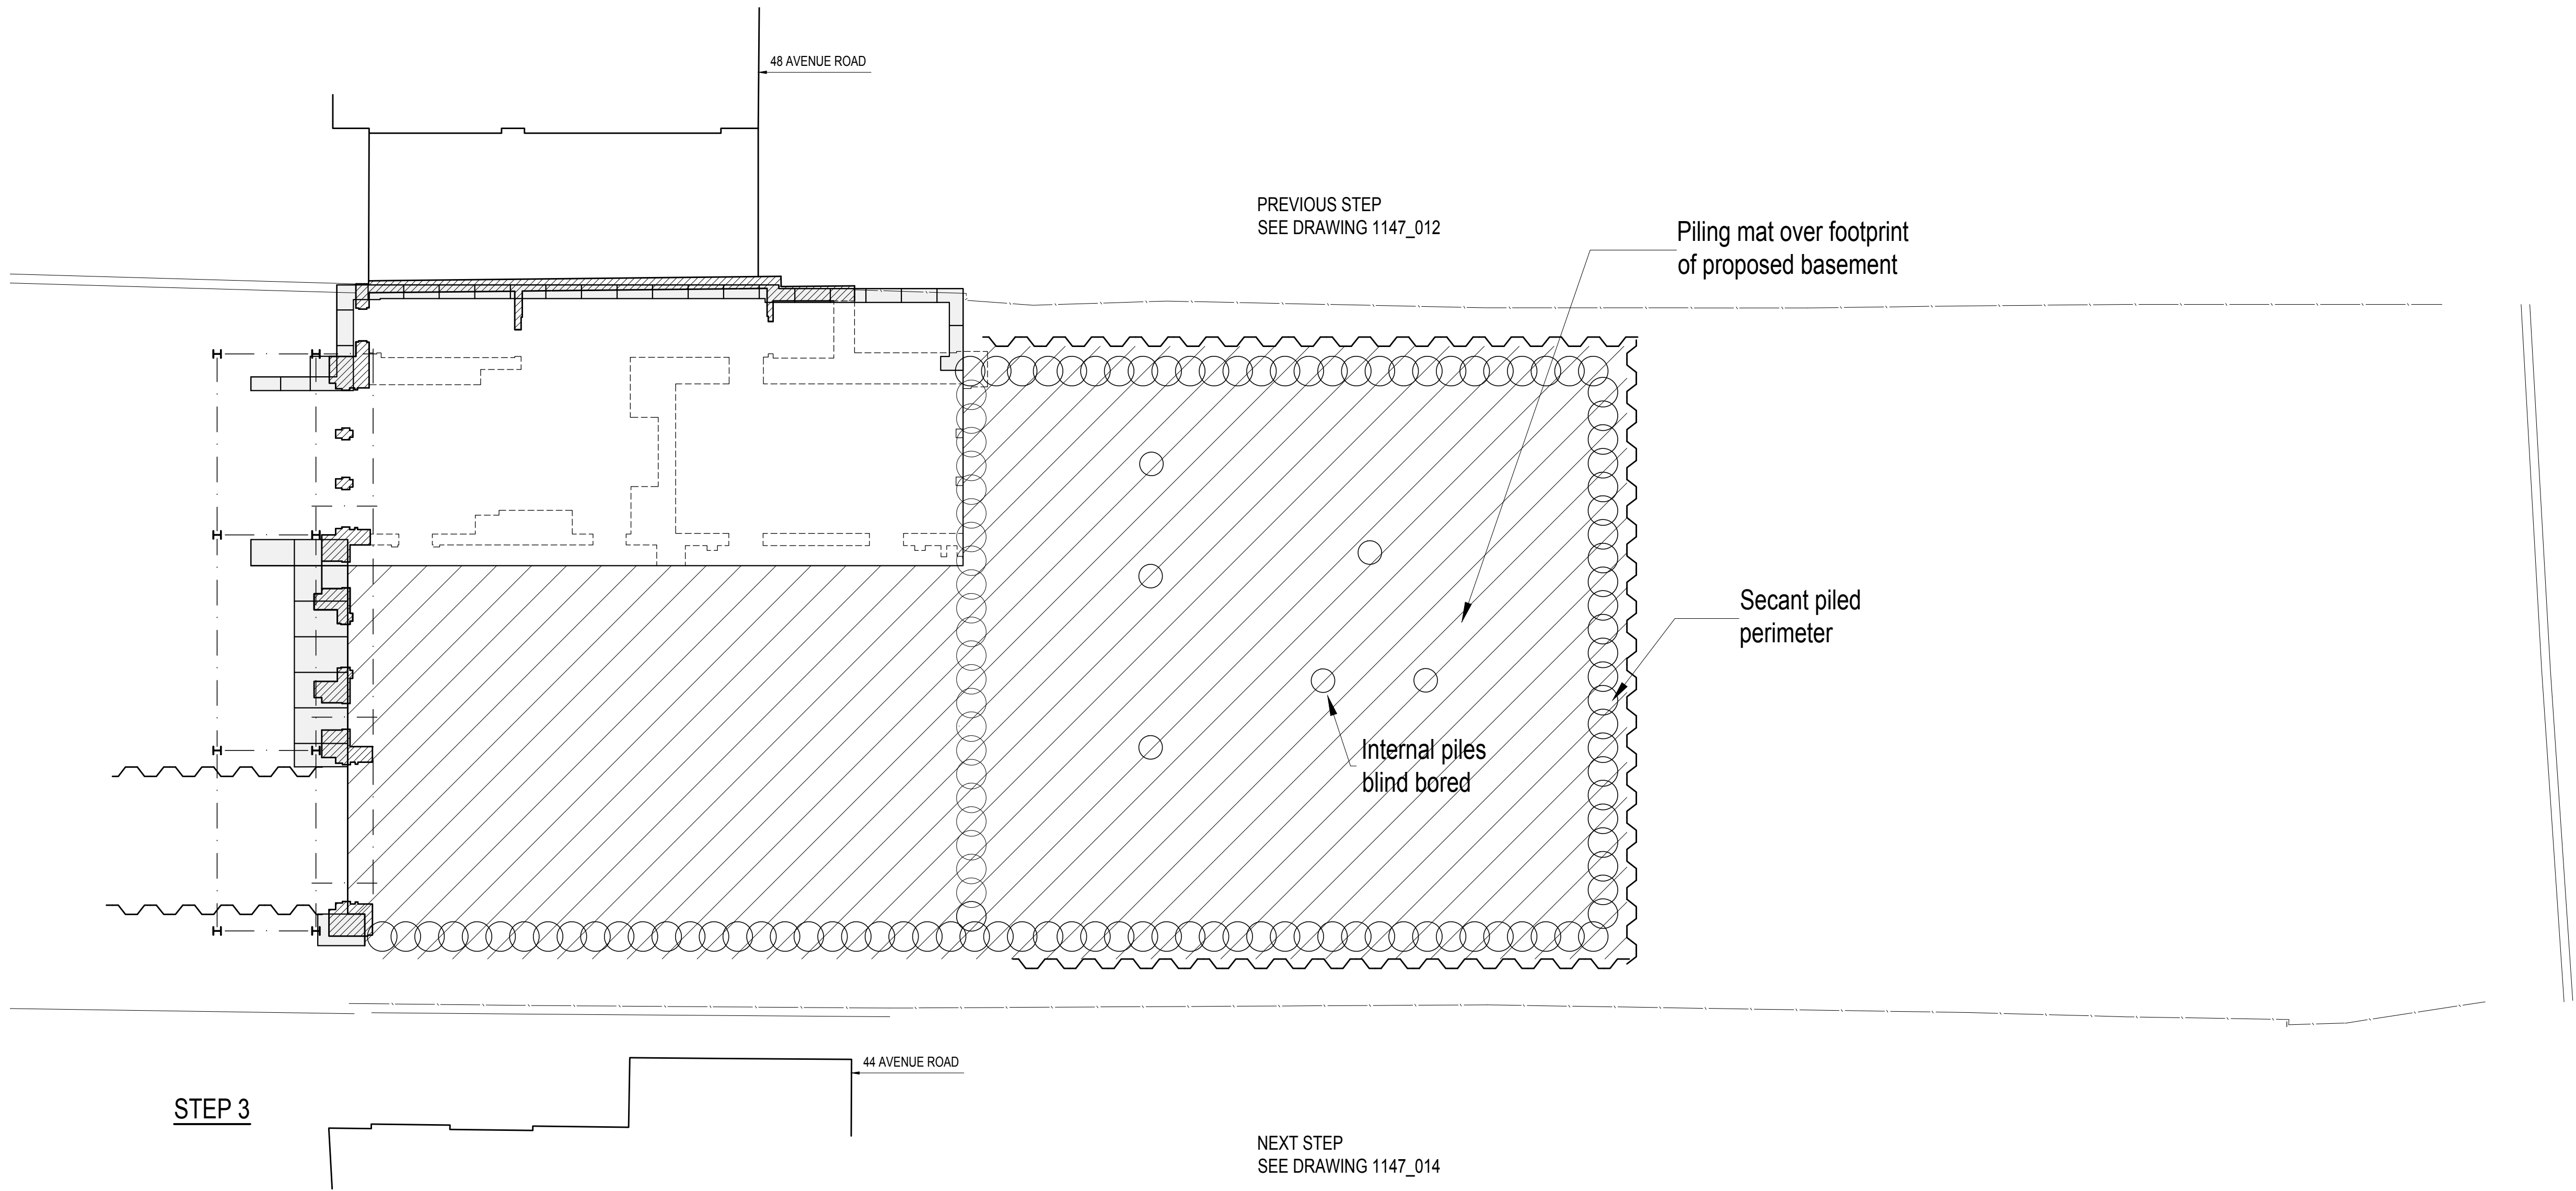 48 AVENUE ROAD
PREVIOUS STEP
SEE DRAWING 1147_012
Piling mat over footprint
of proposed basement
Secant piled
perimeter
Internal piles
blind bored
44 AVENUE ROAD
STEP 3
NEXT STEP
SEE DRAWING 1147_014